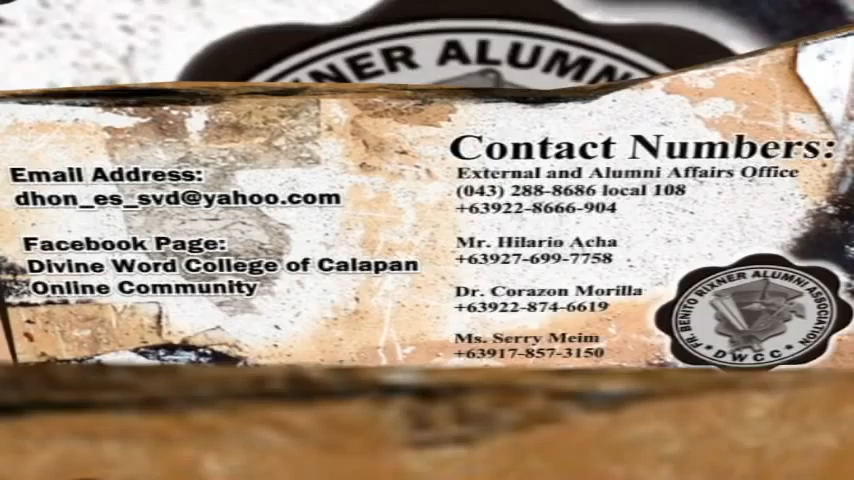 XNER ALUMN
Email Address:
dhon_es_svd@yahoo.com
Facebook Page:
Divine Word College of Calapan
Online Community
Contact Numbers:
External and Alumni Affairs Office
(043) 288-8686 local 108
+63922-8666-904
Mr. Hilario Acha
+63927-699-7758
Dr. Corazon Morilla
+63922-874-6619
Ms. Serry Meim
+63917-857-3150
FR. BENITO RIXNER ALUMNI ASSOCIATION
DWCC